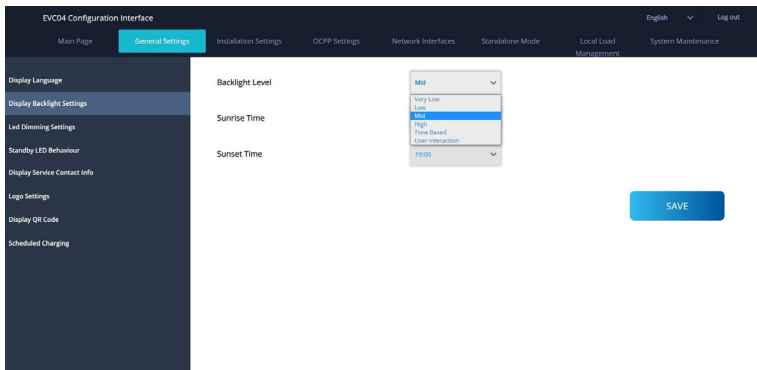 EVC04 Configuration Interface
English
Log out
Main Page
General Settings
Installation Settings
OCPP Settings
Network Interfaces
Standalone Mode
Local Load
Management
System Maintenance
Display Language
Display Backlight Settings
Led Dimming Settings
Standby LED Behaviour
Display Service Contact Info
Logo Settings
Display QR Code
Scheduled Charging
Backlight Level
Mid
Very Low
Low
Mid
High
Time Based
User Interaction
Sunrise Time
Sunset Time
19:00
SAVE